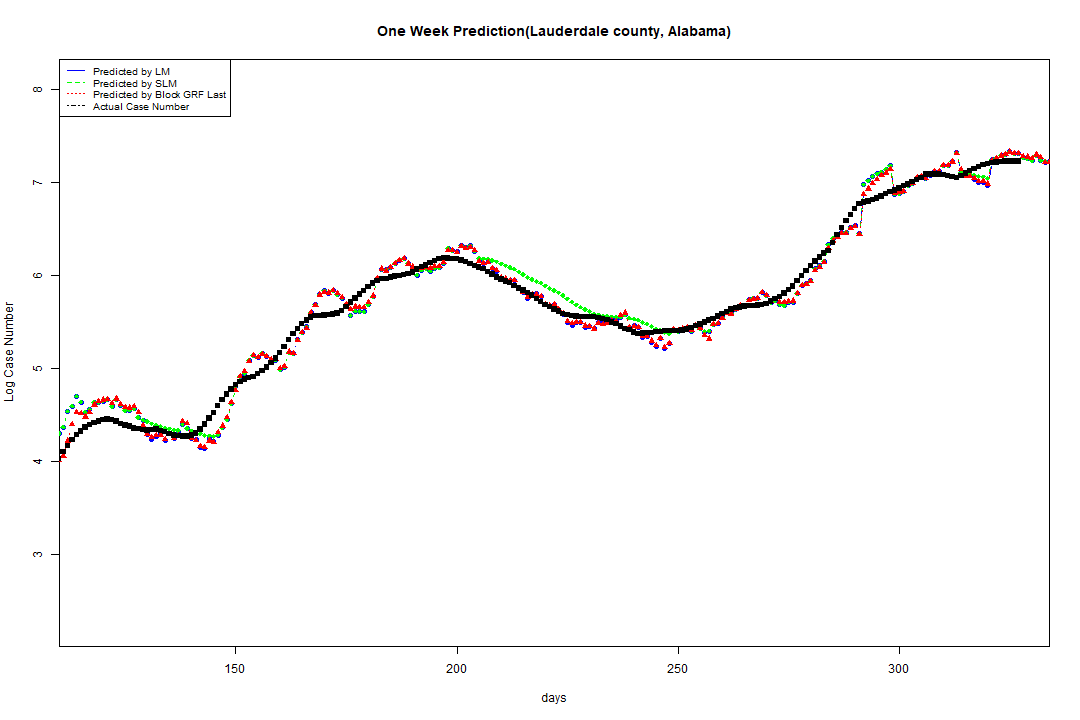 One Week Prediction(Lauderdale county, Alabama)
Predicted by LM
Predicted by SLM
Predicted by Block GRF Last
Actual Case Number
8
7
6
5
4
3
Log Case Number
150 200 250 300
days